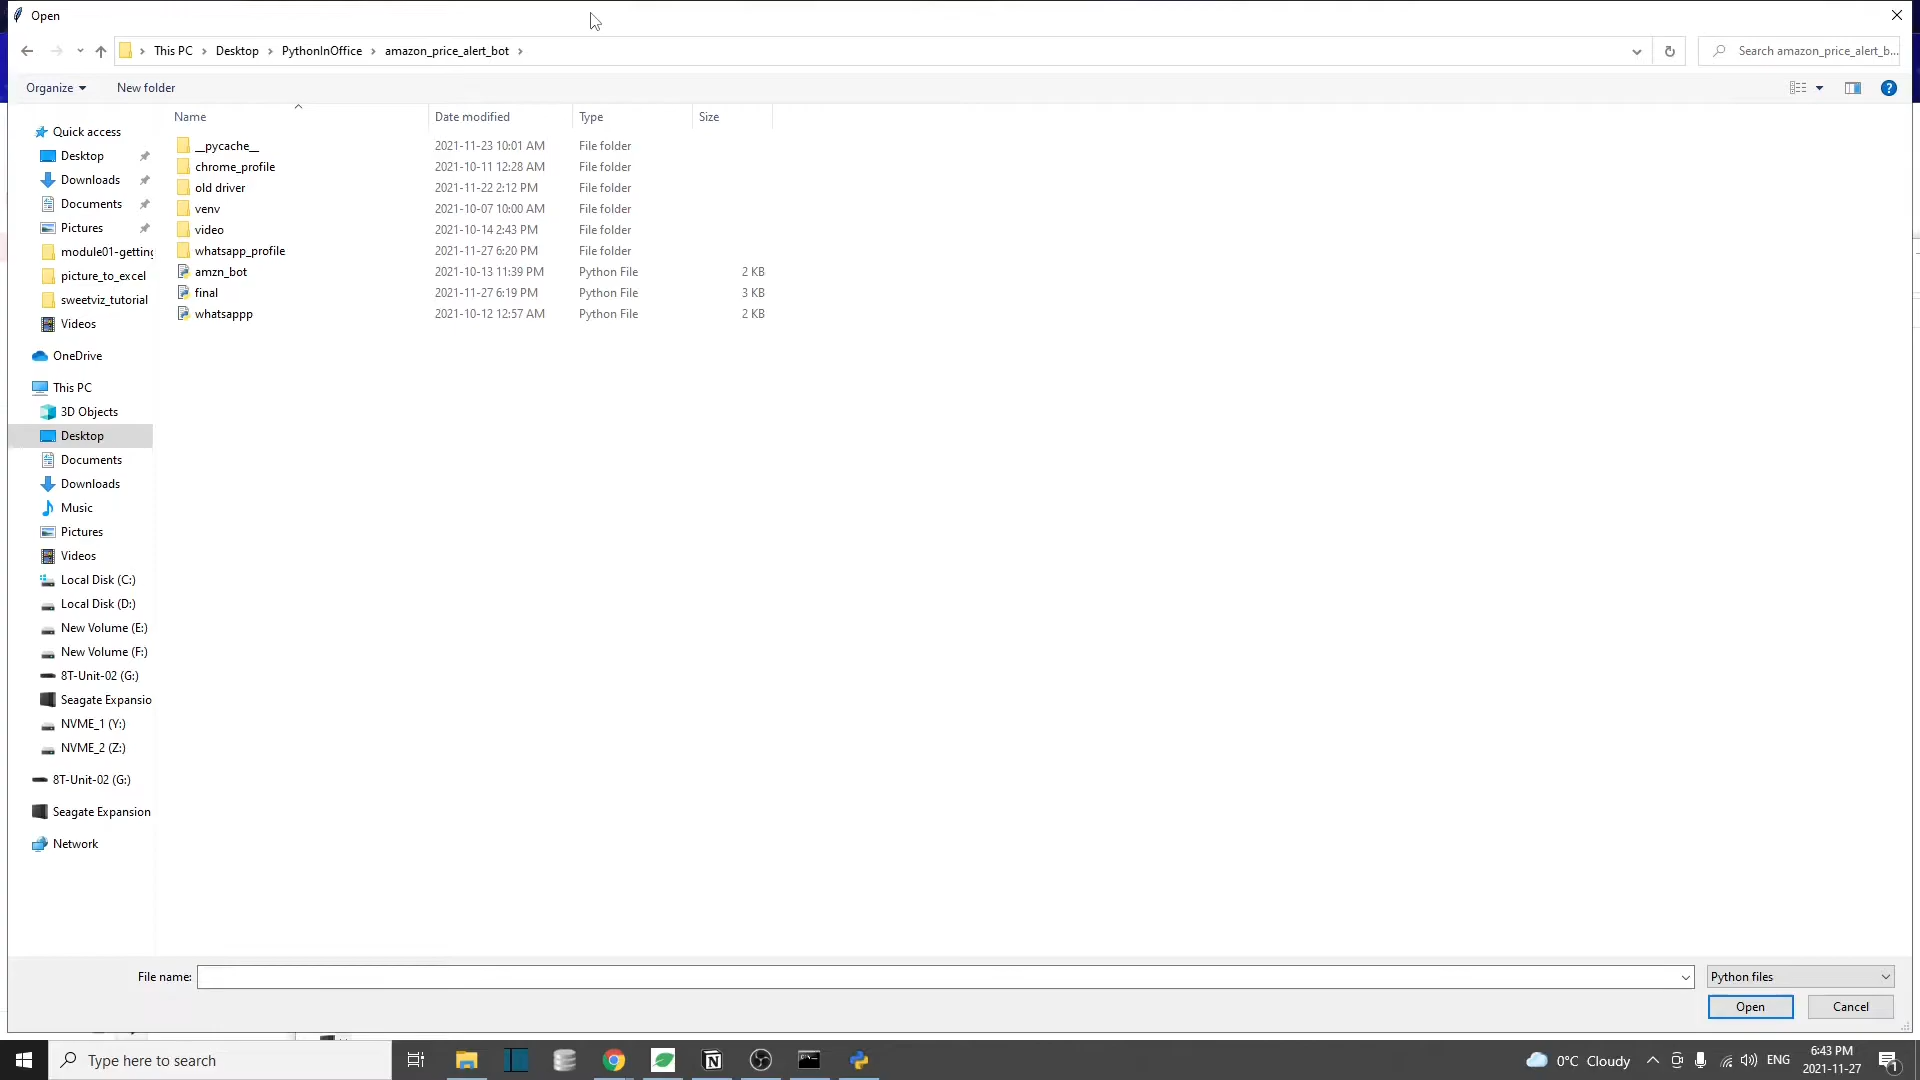 Open
This PC > Desktop > PythonInOffice > amazon_price_alert_bot >
Search amazon_price_alert_b...
Organize New folder
Name Date modified Type Size
Quick access
Desktop
Downloads
Documents
Pictures
module01-getting
picture_to_excel
sweetviz_tutorial
Videos
OneDrive
This PC
3D Objects
Desktop
Documents
Downloads
Music
Pictures
Videos
Local Disk (C:)
Local Disk (D:)
New Volume (E:)
New Volume (F:)
8T-Unit-02 (G:)
Seagate Expansio
NVME_1 (Y:)
NVME_2 (Z:)
8T-Unit-02 (G:)
Seagate Expansion
Network
__pycache__ 2021-11-23 10:01 AM File folder
chrome_profile 2021-10-11 12:28 AM File folder
old driver 2021-11-22 2:12 PM File folder
venv 2021-10-07 10:00 AM File folder
video 2021-10-14 2:43 PM File folder
whatsapp_profile 2021-11-27 6:20 PM File folder
amzn_bot 2021-10-13 11:39 PM Python File 2 KB
final 2021-11-27 6:19 PM Python File 3 KB
whatsappp 2021-10-12 12:57 AM Python File 2 KB
File name: Python files
Open Cancel
Type here to search
0°C Cloudy
ENG
6:43 PM
2021-11-27
1